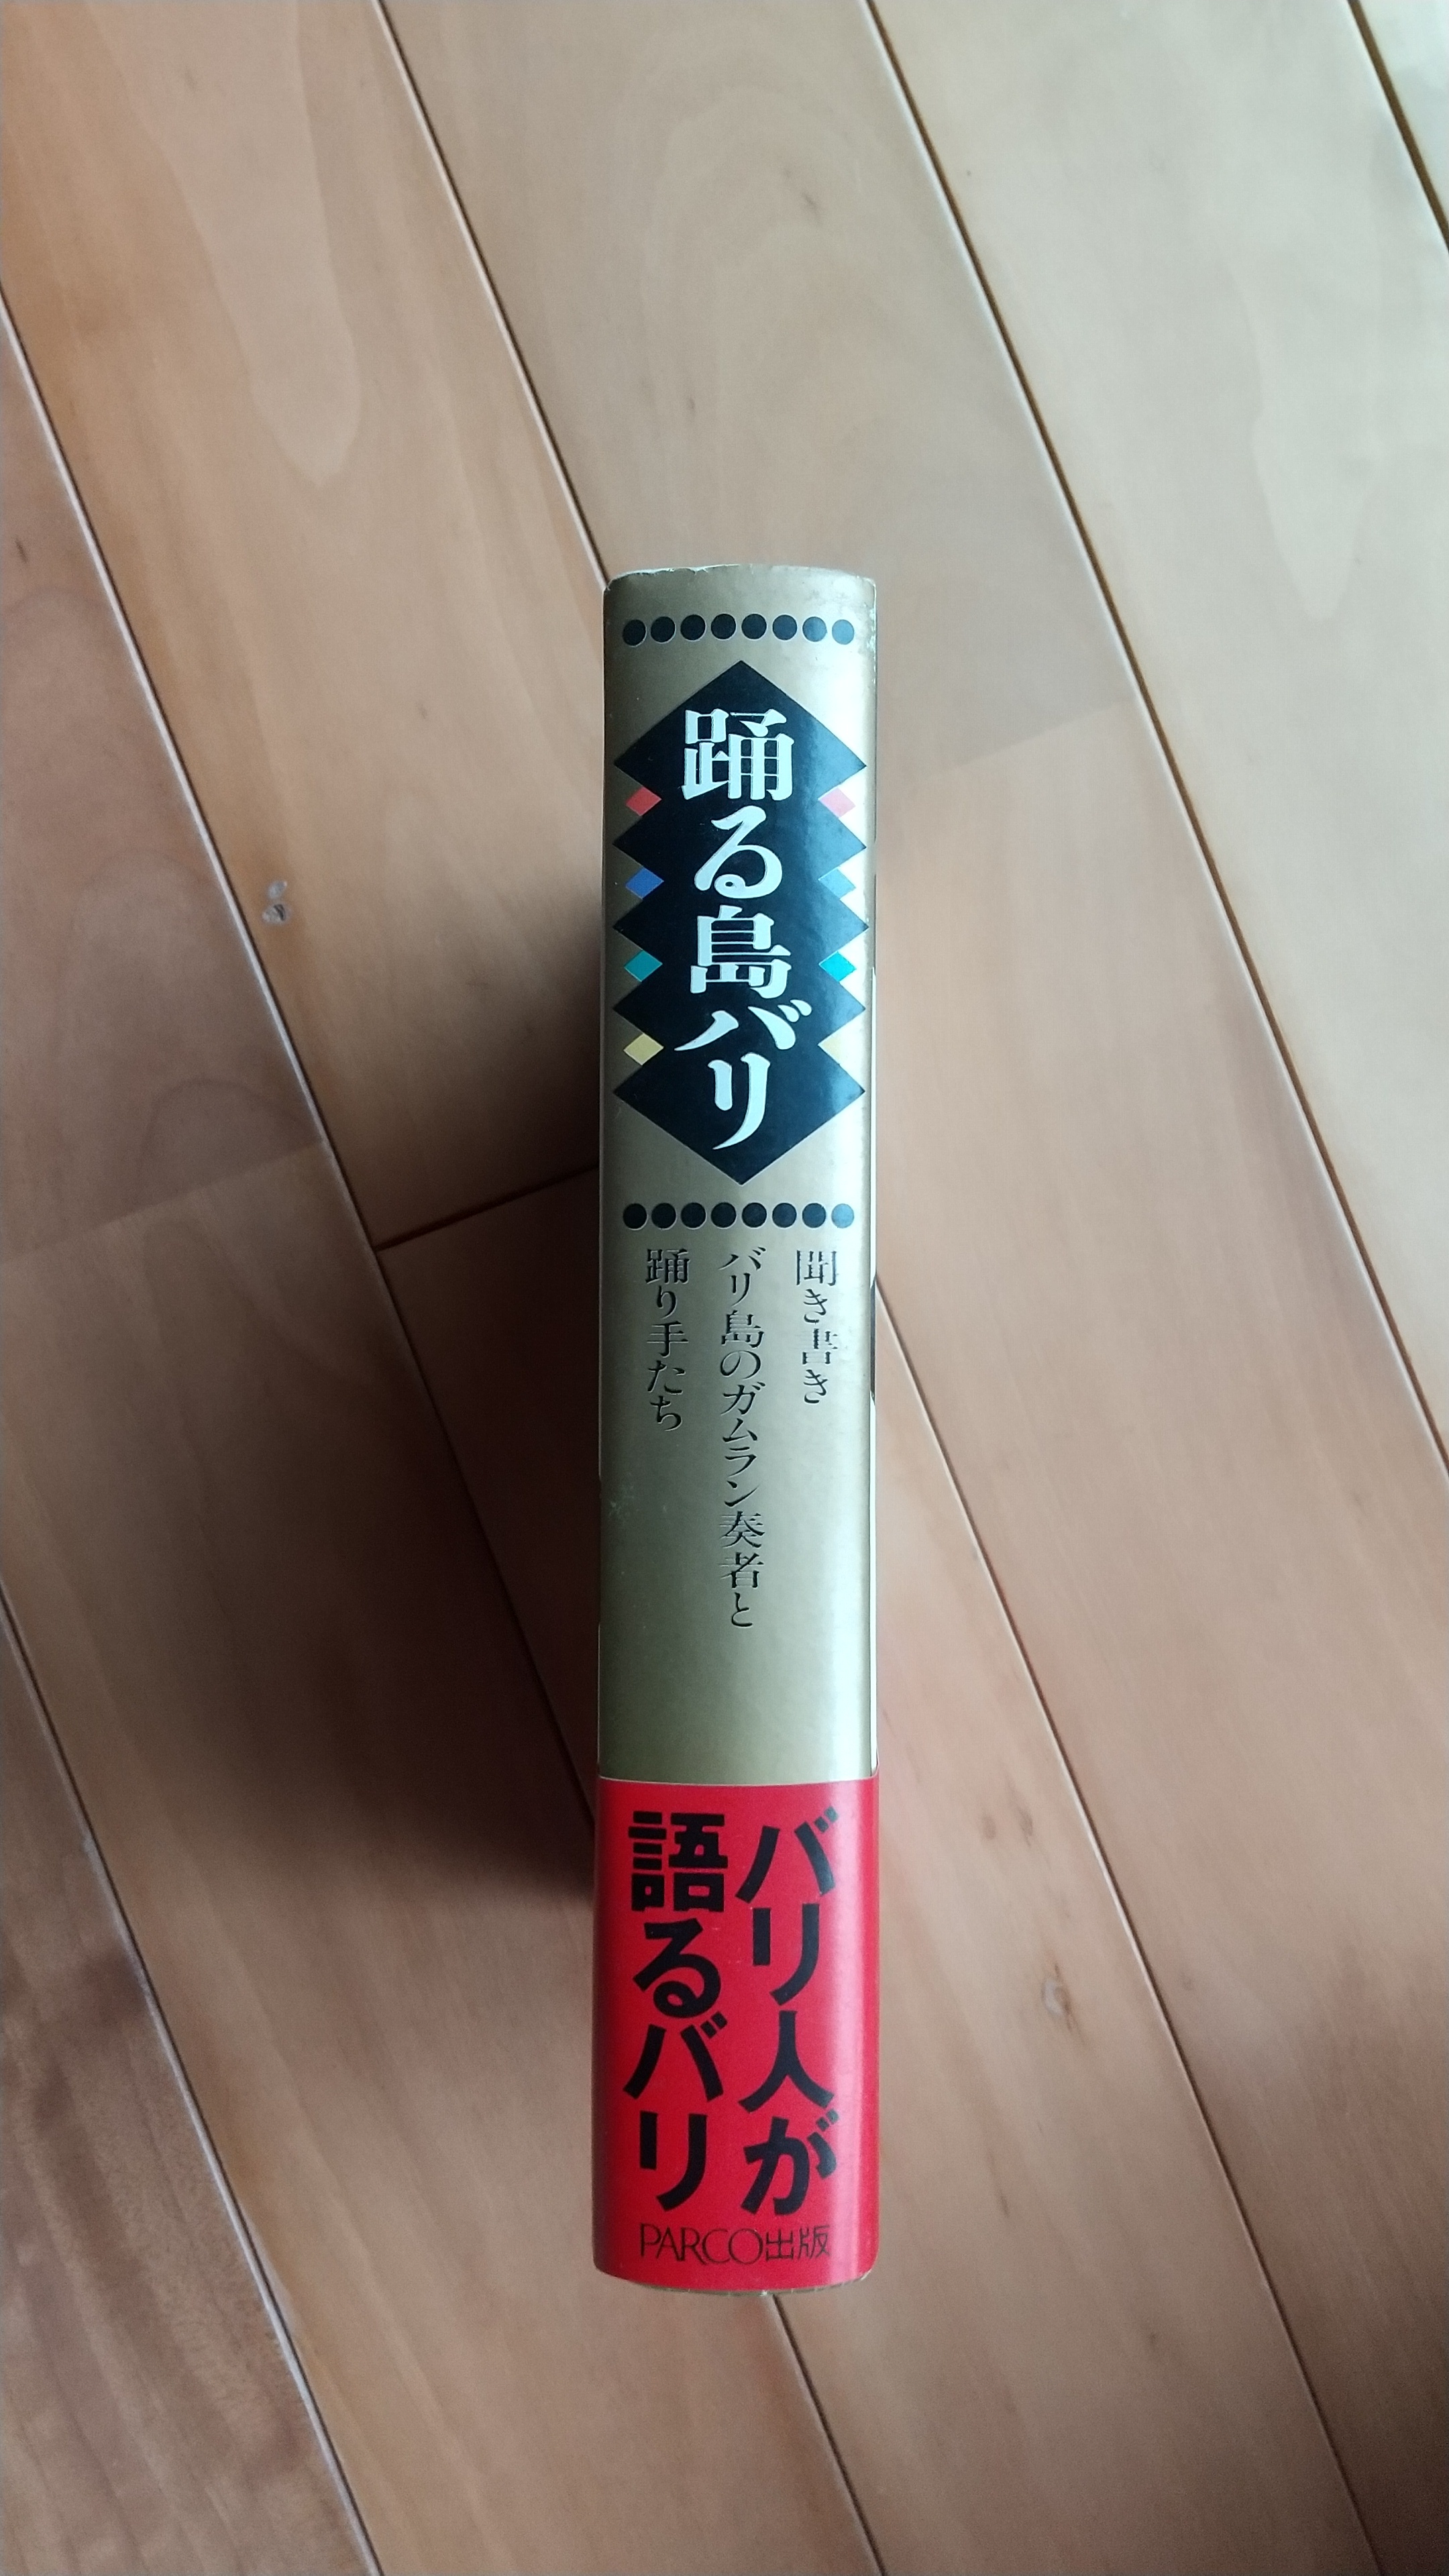 踊る島バリ
聞き書き
バリ島のガムラン奏者と
踊り手たち
バリ人が
語るバリ
PARCO出版